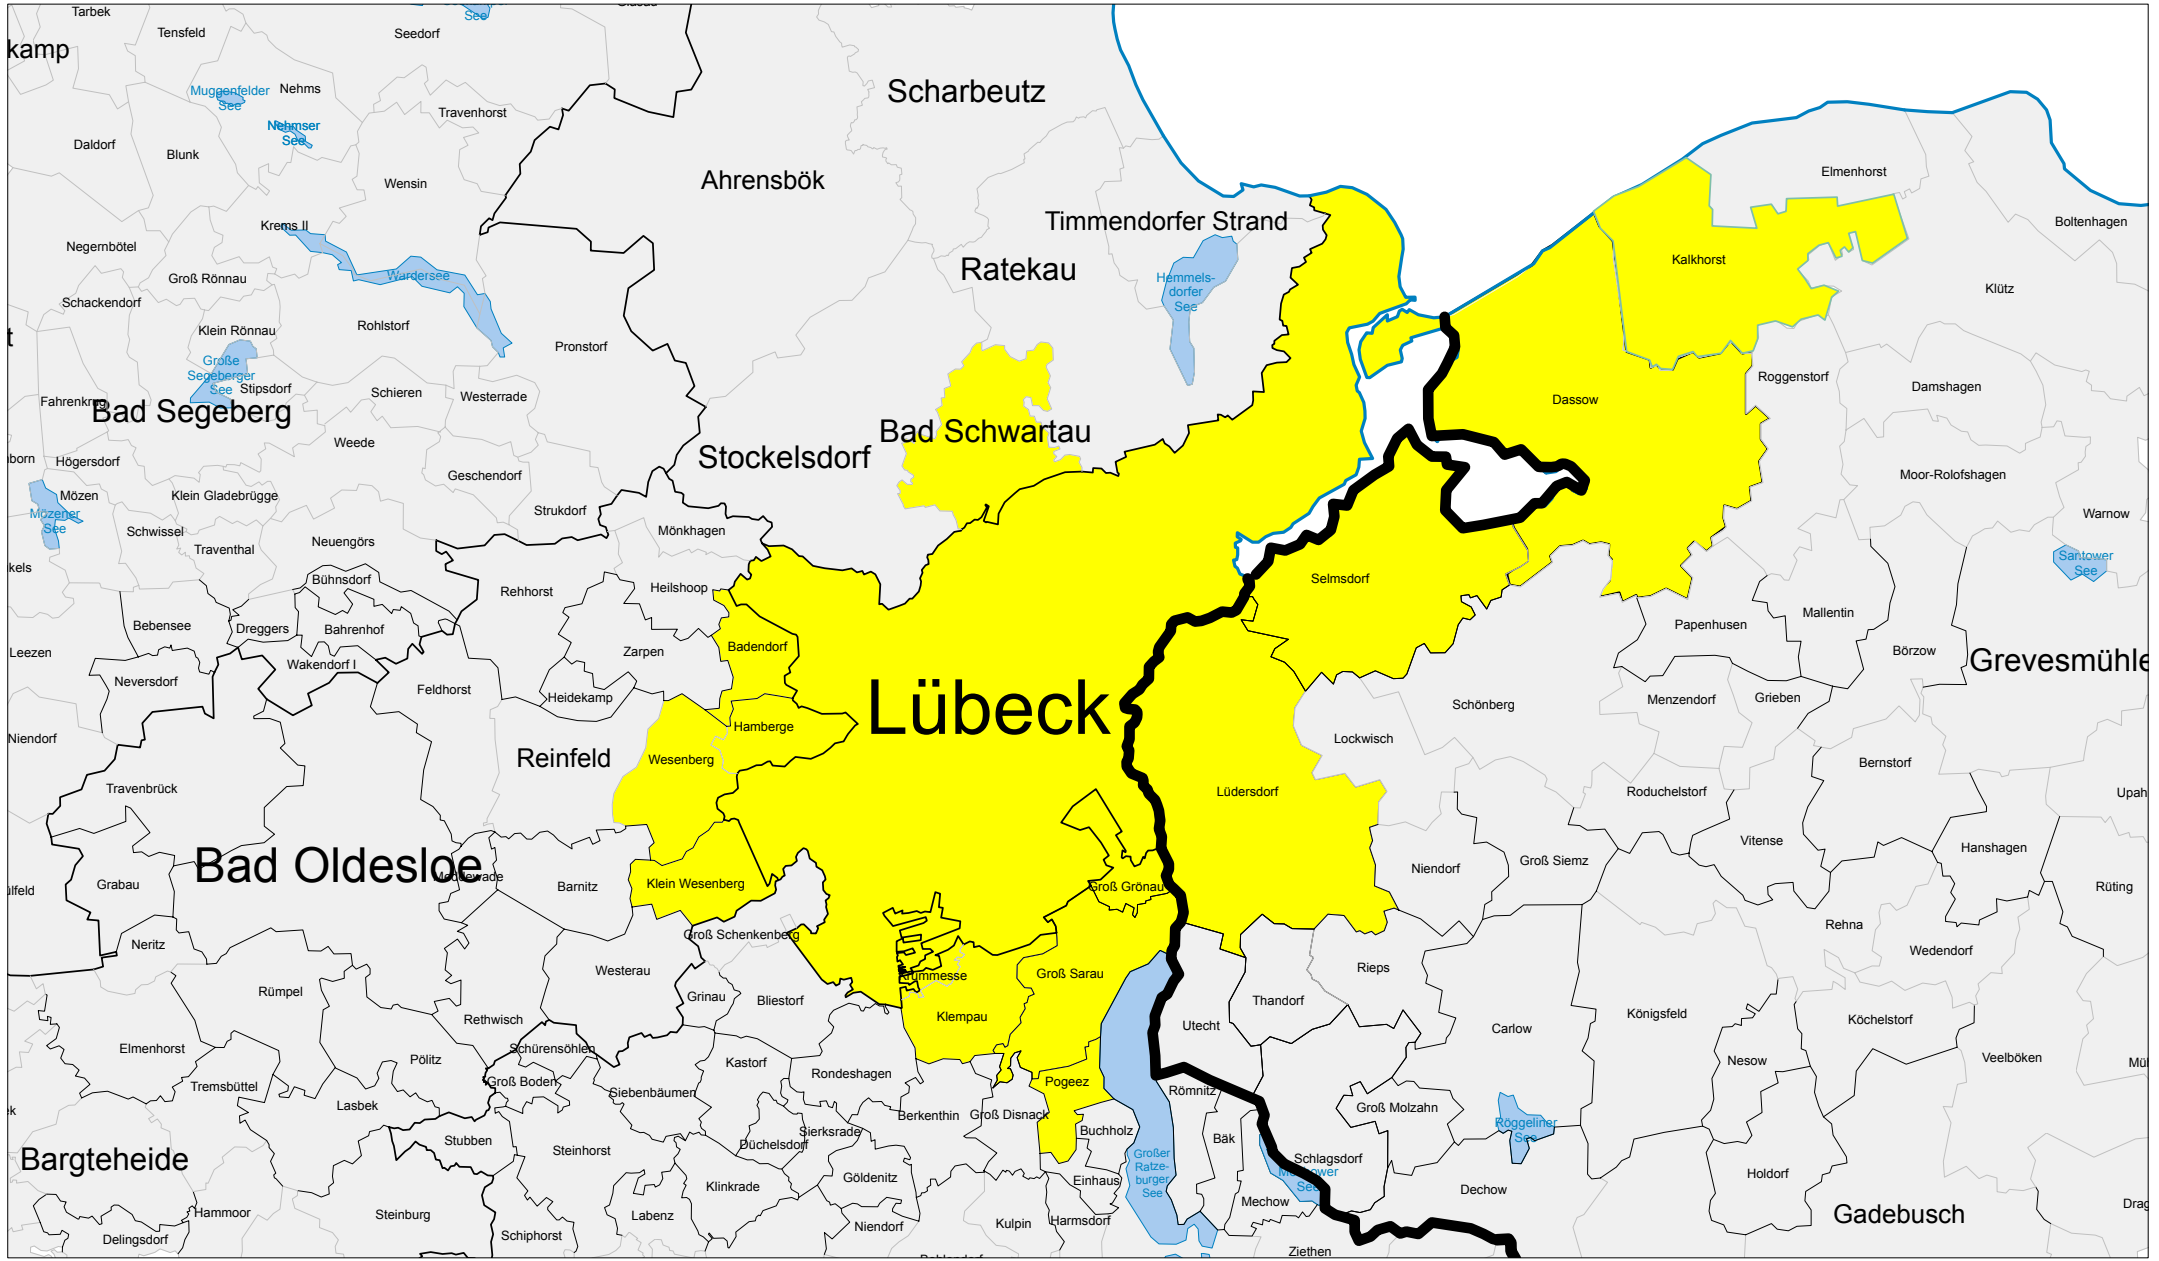 Tarbek
Tensfeld
Seedorf
See
kamp
Muggenfelder
See
Nehms
Scharbeutz
Travenhorst
Nehmser
See
Daldorf
Blunk
Elmenhorst
Ahrensbök
Wensin
Timmendorfer Strand
Boltenhagen
Krems II
Negernbötel
Kalkhorst
Ratekau
Wardersee
Groß Rönnau
Hemmels-
dorfer
See
Klütz
Schackendorf
Rohlstorf
Klein Rönnau
t
Pronstorf
Große
Segeberger
See
Stipsdorf
Roggenstorf
Damshagen
Schieren
Westerrade
Dassow
Fahrenkrug
Bad Segeberg
Bad Schwartau
Weede
Stockelsdorf
born
Högersdorf
Geschendorf
Moor-Rolofshagen
Mözen
Klein Gladebrügge
Mözener
See
Strukdorf
Warnow
Schwissel
Mönkhagen
Neuengörs
Traventhal
Santower
See
kels
Bühnsdorf
Selmsdorf
Rehhorst
Heilshoop
Mallentin
Bebensee
Dreggers
Bahrenhof
Papenhusen
Badendorf
Leezen
Zarpen
Börzow
Grevesmühle
Wakendorf I
Neversdorf
Feldhorst
Heidekamp
Lübeck
Schönberg
Menzendorf
Grieben
Hamberge
Niendorf
Lockwisch
Reinfeld
Wesenberg
Bernstorf
Travenbrück
Lüdersdorf
Roduchelstorf
Upah
Vitense
Hanshagen
Bad Oldesloe
Meddewade
Groß Siemz
Niendorf
Grabau
Barnitz
Klein Wesenberg
Groß Grönau
ülfeld
Rüting
Rehna
Groß Schenkenberg
Neritz
Wedendorf
Westerau
Krummesse
Groß Sarau
Rieps
Rümpel
Grinau
Bliestorf
Thandorf
Klempau
Königsfeld
Rethwisch
Utecht
Carlow
Köchelstorf
Elmenhorst
Schürensöhlen
Pölitz
Kastorf
Nesow
Veelböken
Mü
Rondeshagen
Groß Boden
Pogeez
Tremsbüttel
Siebenbäumen
Römnitz
Lasbek
Groß Molzahn
k
Berkenthin
Groß Disnack
Röggeliner
See
Sierksrade
Buchholz
Stubben
Düchelsdorf
Bäk
Steinhorst
Großer
Ratze-
burger
See
Schlagsdorf
Mechower
See
Bargteheide
Göldenitz
Holdorf
Einhaus
Klinkrade
Dechow
Mechow
Drag
Hammoor
Steinburg
Labenz
Gadebusch
Harmsdorf
Kulpin
Niendorf
Schiphorst
Delingsdorf
Ziethen